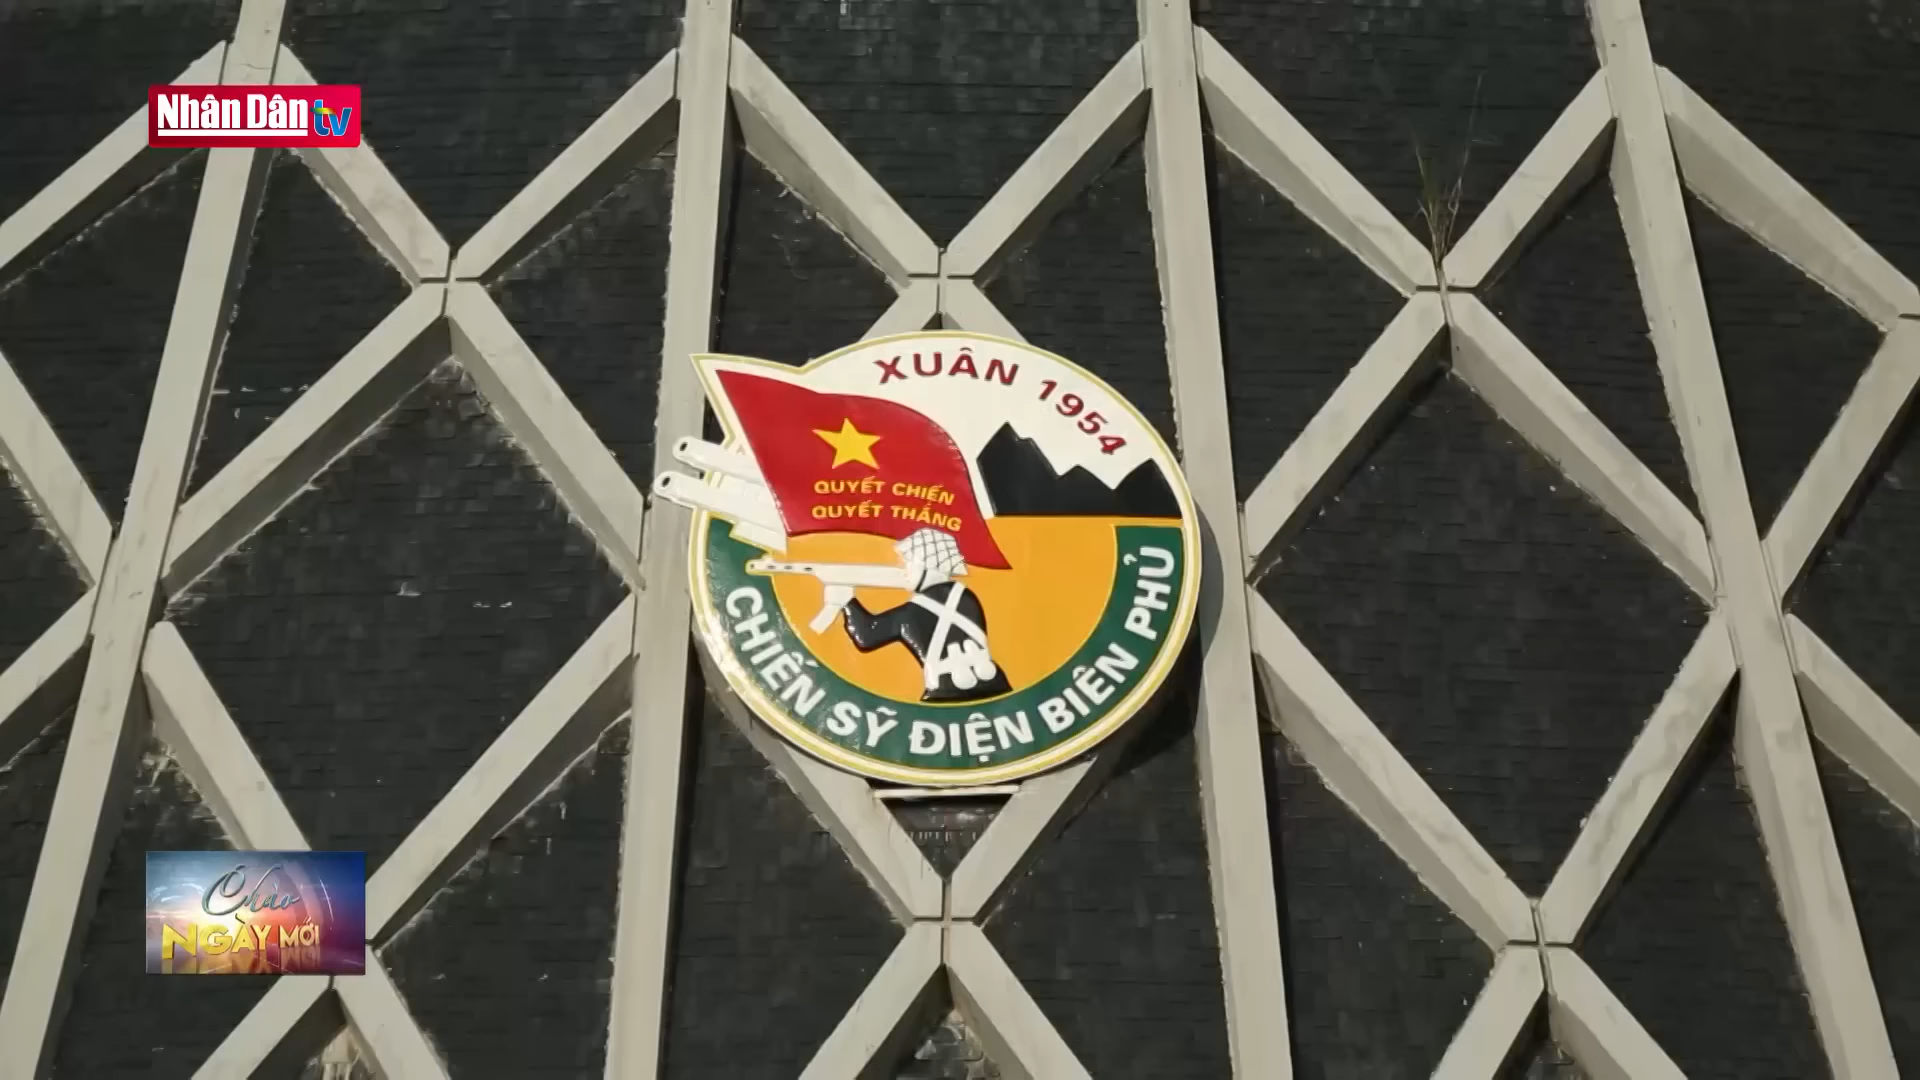 Nhân Dân tv
XUÂN 1954
QUYẾT CHIẾN
QUYẾT THẮNG
CHIẾN SỸ ĐIỆN BIÊN PHỦ
Chào
NGÀY MỚI